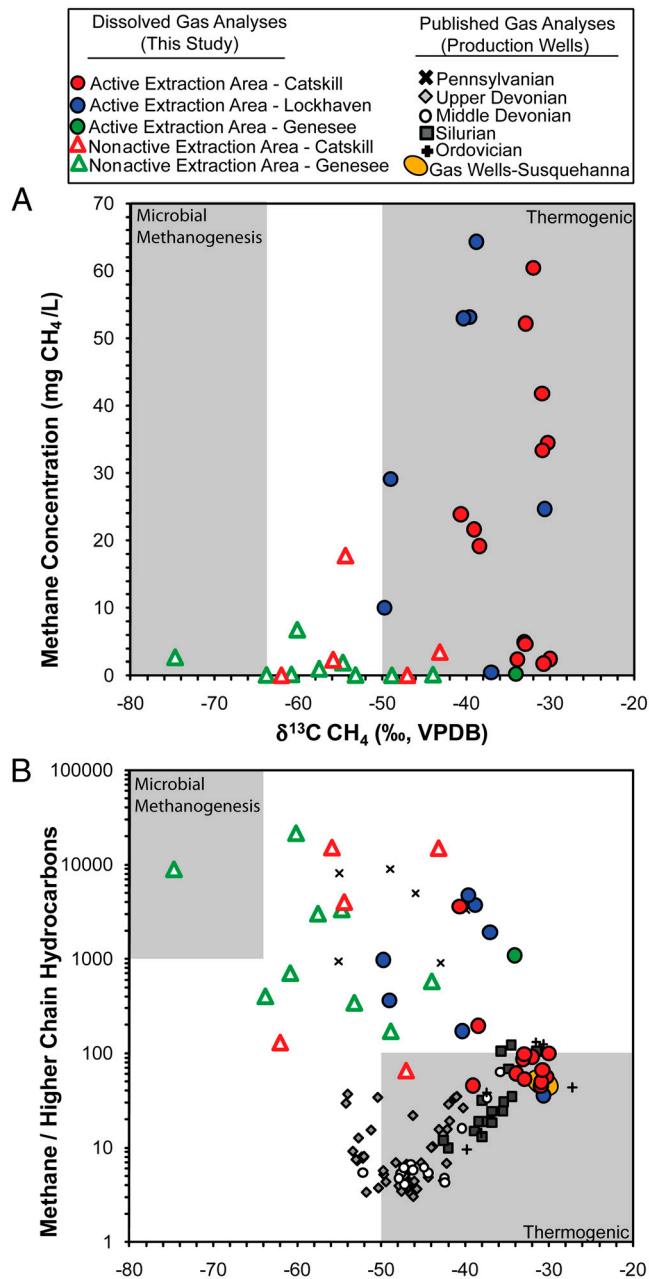 Dissolved Gas Analyses
(This Study)
Active Extraction Area - Catskill
Active Extraction Area - Lockhaven
Active Extraction Area - Genesee
Nonactive Extraction Area - Catskill
Nonactive Extraction Area - Genesee
Published Gas Analyses
(Production Wells)
Pennsylvanian
Upper Devonian
Middle Devonian
Silurian
Ordovician
Gas Wells-Susquehanna
A
Microbial
Methanogenesis
Thermogenic
Methane Concentration (mg CH₄/L)
70
60
50
40
30
20
10
0
-80 -70 -60 -50 -40 -30 -20
δ¹³C CH₄ (‰, VPDB)
B
Microbial
Methanogenesis
Thermogenic
Methane / Higher Chain Hydrocarbons
100000
10000
1000
100
10
1
-80 -70 -60 -50 -40 -30 -20